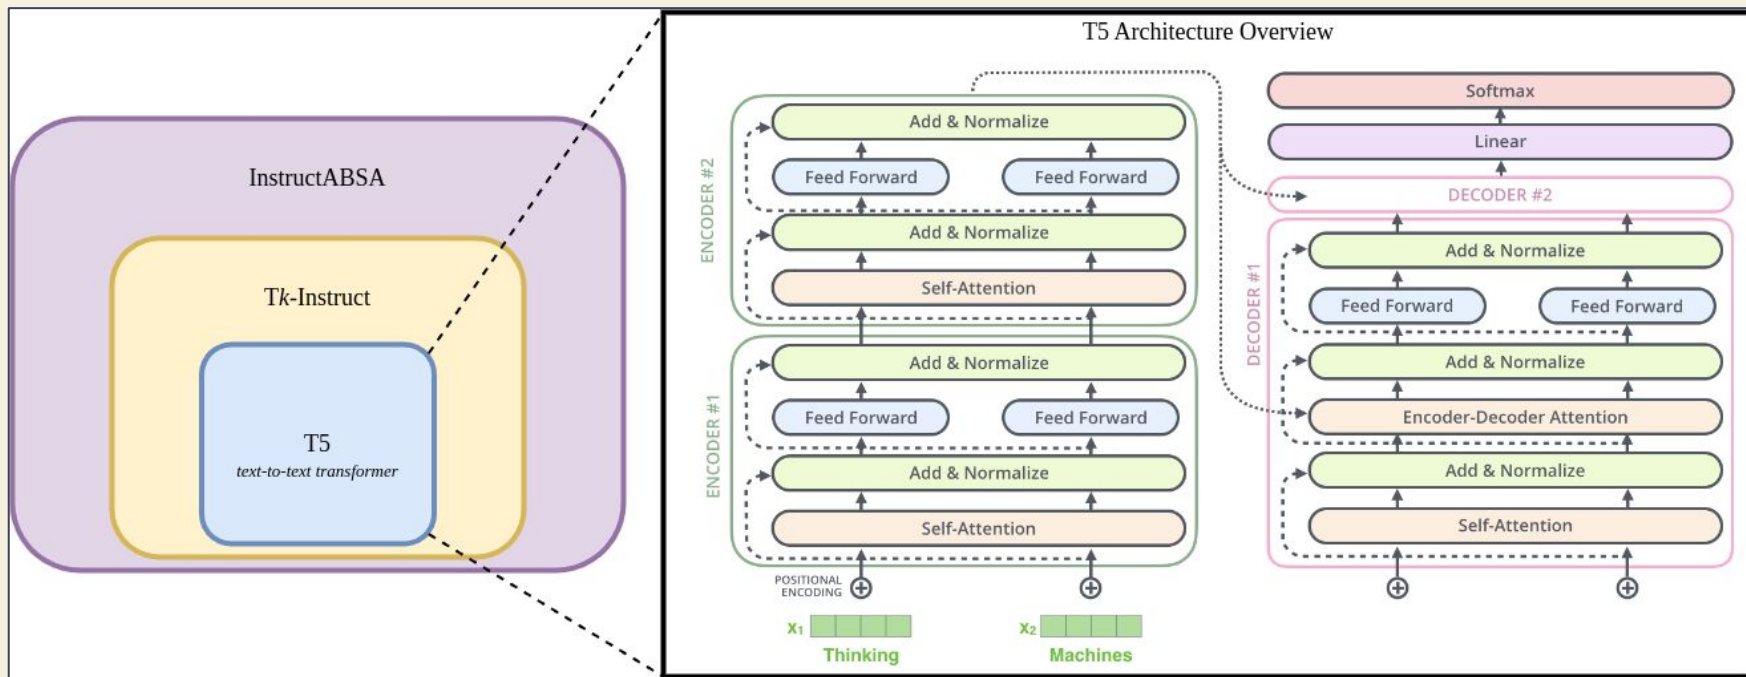 InstructABSA
Tk-Instruct
T5
text-to-text transformer
T5 Architecture Overview
ENCODER #2
Add & Normalize
Feed Forward Feed Forward
Add & Normalize
Self-Attention
ENCODER #1
Add & Normalize
Feed Forward Feed Forward
Add & Normalize
Self-Attention
POSITIONAL
ENCODING
x1 x2
Thinking Machines
Softmax
Linear
DECODER #2
DECODER #1
Add & Normalize
Feed Forward Feed Forward
Add & Normalize
Encoder-Decoder Attention
Add & Normalize
Self-Attention